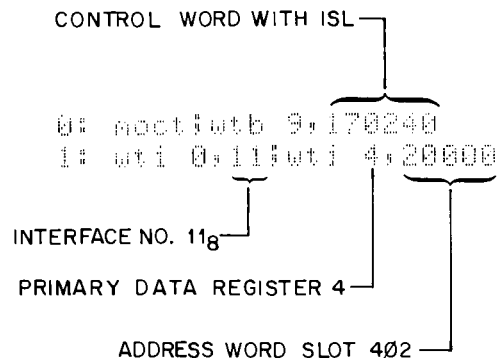 CONTROL WORD WITH ISL
0: moct;wtb 9,170240
1: wti 0,11;wti 4,20000
INTERFACE NO. 11₈
PRIMARY DATA REGISTER 4
ADDRESS WORD SLOT 4Ø2